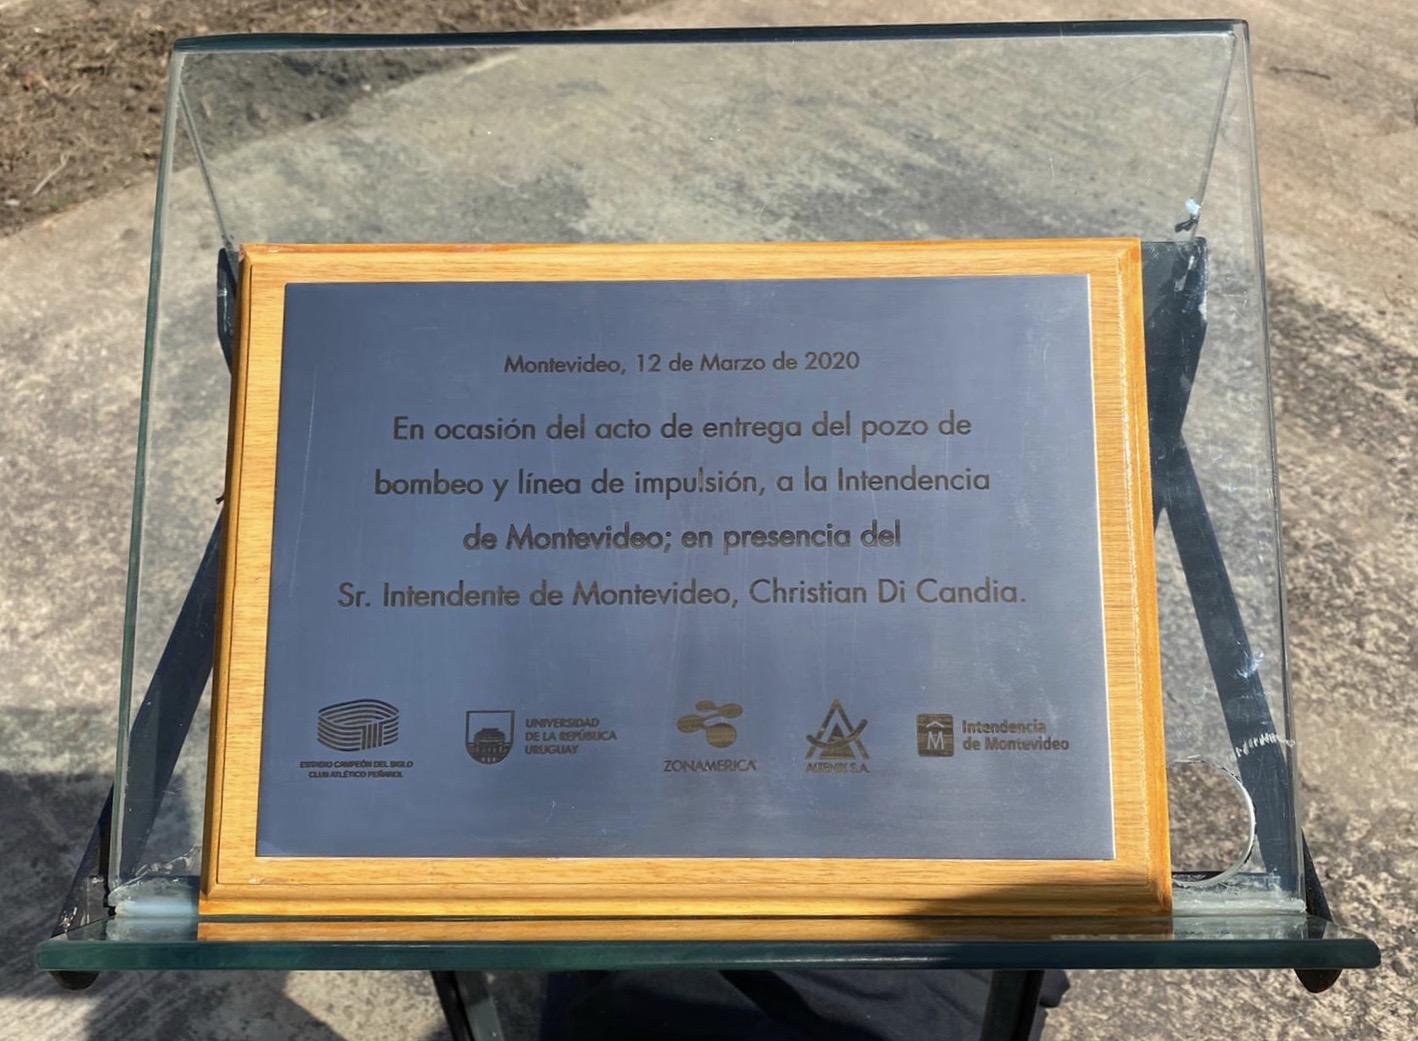 Montevideo, 12 de Marzo de 2020
En ocasión del acto de entrega del pozo de
bombeo y línea de impulsión, a la Intendencia
de Montevideo; en presencia del
Sr. Intendente de Montevideo, Christian Di Candia.
ESTADIO CAMPEÓN DEL SIGLO
CLUB ATLÉTICO PEÑAROL
UNIVERSIDAD
DE LA REPÚBLICA
URUGUAY
ZONAMERICA
S.A.
M
Intendencia
de Montevideo